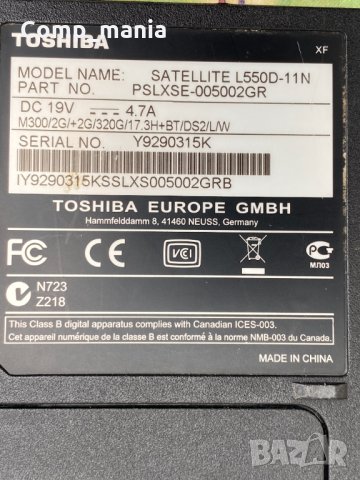 Comp_mania
TOSHIBA
XF
MODEL NAME: SATELLITE L550D-11N
PART NO. PSLXSE-005002GR
DC 19V 4.7A
M300/2G/+2G/320G/17.3H+BT/DS2/L/W
SERIAL NO. Y9290315K
IY9290315KSSLXS005002GRB
TOSHIBA EUROPE GMBH
Hammfelddamm 8, 41460 NEUSS, Germany
FC CE VCI PG
МЛ03
N723
Z218
This Class B digital apparatus complies with Canadian ICES-003.
Cet appareil numérique de la classe B est conforme à la norme NMB-003 du Canada.
MADE IN CHINA
BAZAR